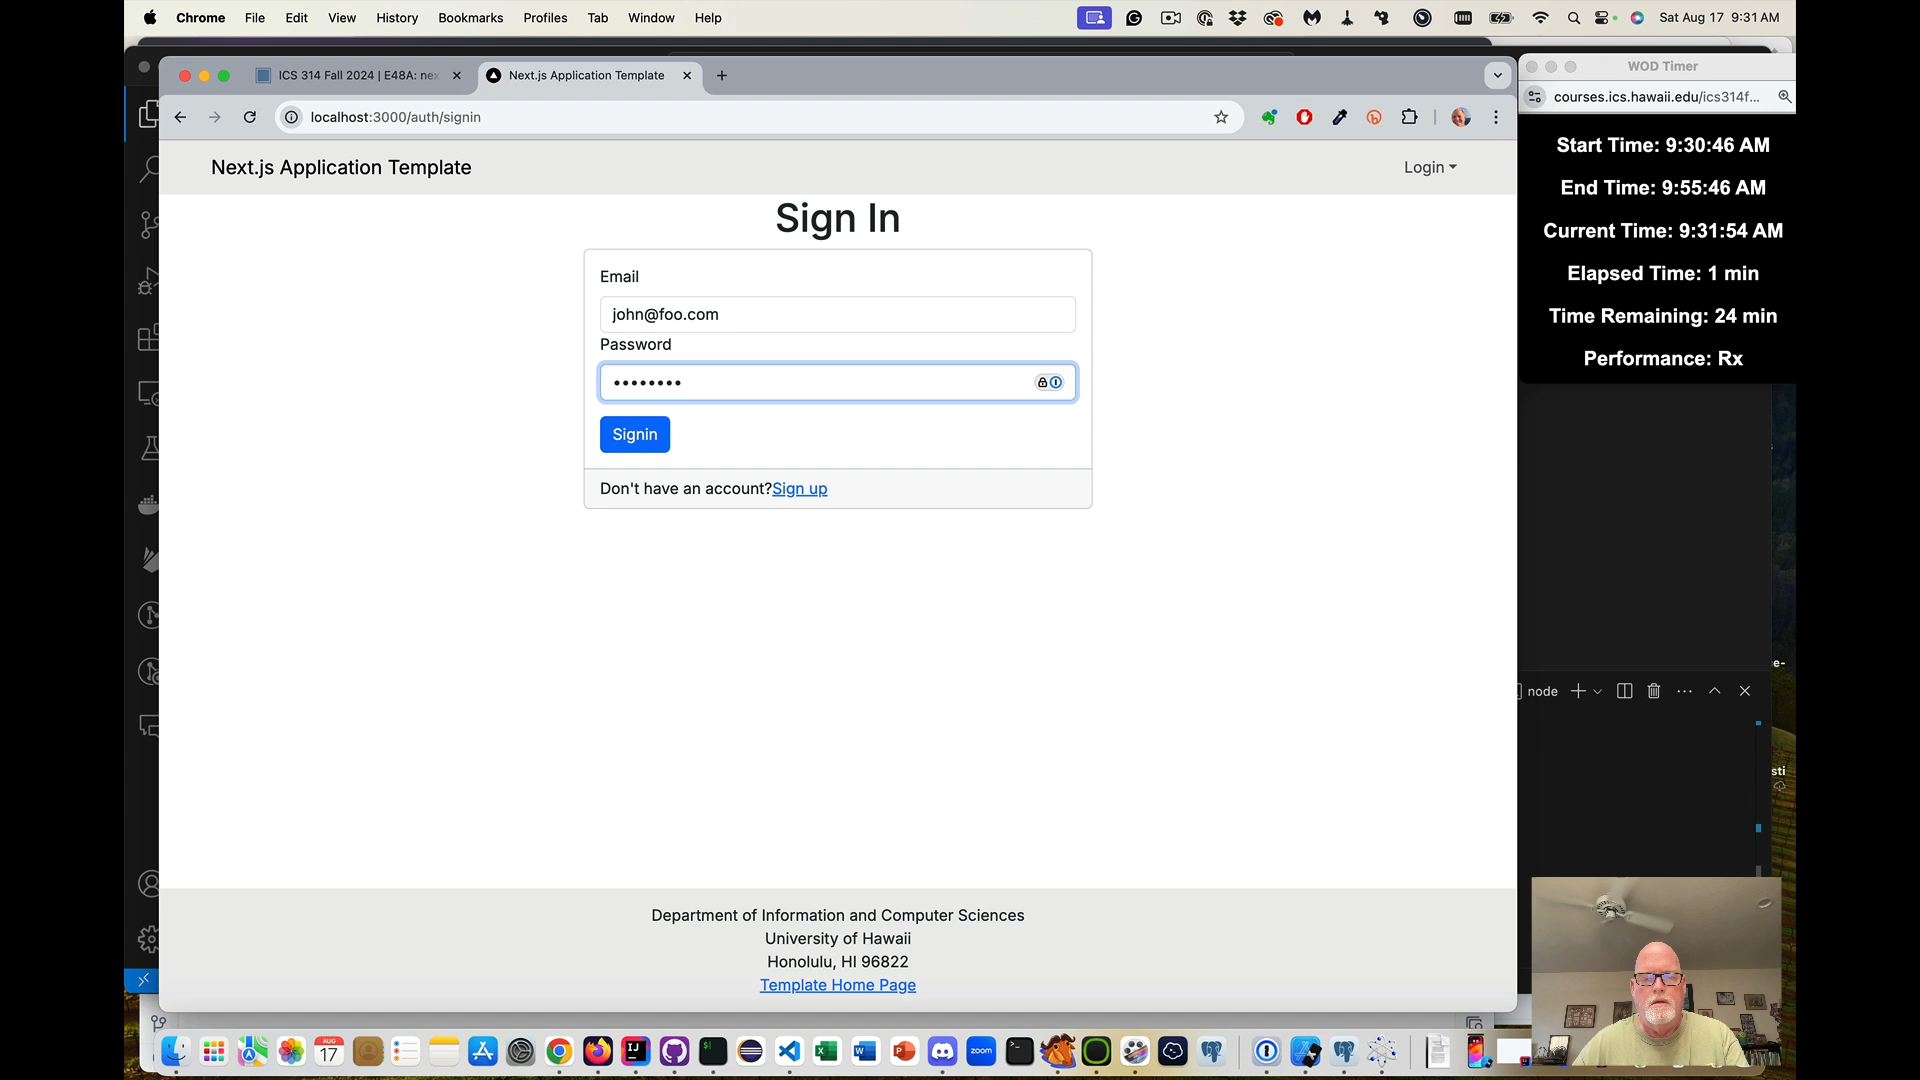 Chrome File Edit View History Bookmarks Profiles Tab Window Help
Sat Aug 17 9:31 AM
ICS 314 Fall 2024 | E48A: nex
Next.js Application Template
WOD Timer
localhost:3000/auth/signin
courses.ics.hawaii.edu/ics314f...
Next.js Application Template
Login
Start Time: 9:30:46 AM
End Time: 9:55:46 AM
Current Time: 9:31:54 AM
Elapsed Time: 1 min
Time Remaining: 24 min
Performance: Rx
Sign In
Email
john@foo.com
Password
••••••••
Signin
Don't have an account?Sign up
e-
node
sti
Department of Information and Computer Sciences
University of Hawaii
Honolulu, HI 96822
Template Home Page
AUG
17
zoom